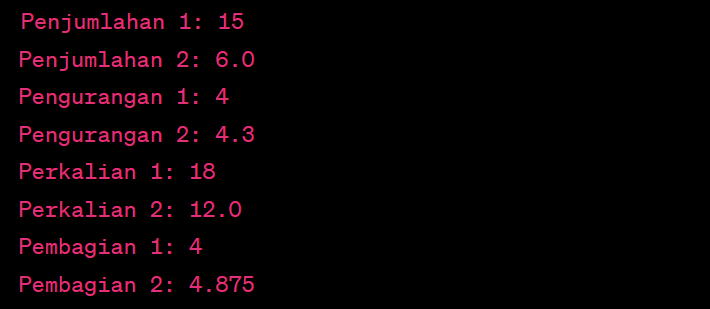 Penjumlahan 1: 15
Penjumlahan 2: 6.0
Pengurangan 1: 4
Pengurangan 2: 4.3
Perkalian 1: 18
Perkalian 2: 12.0
Pembagian 1: 4
Pembagian 2: 4.875